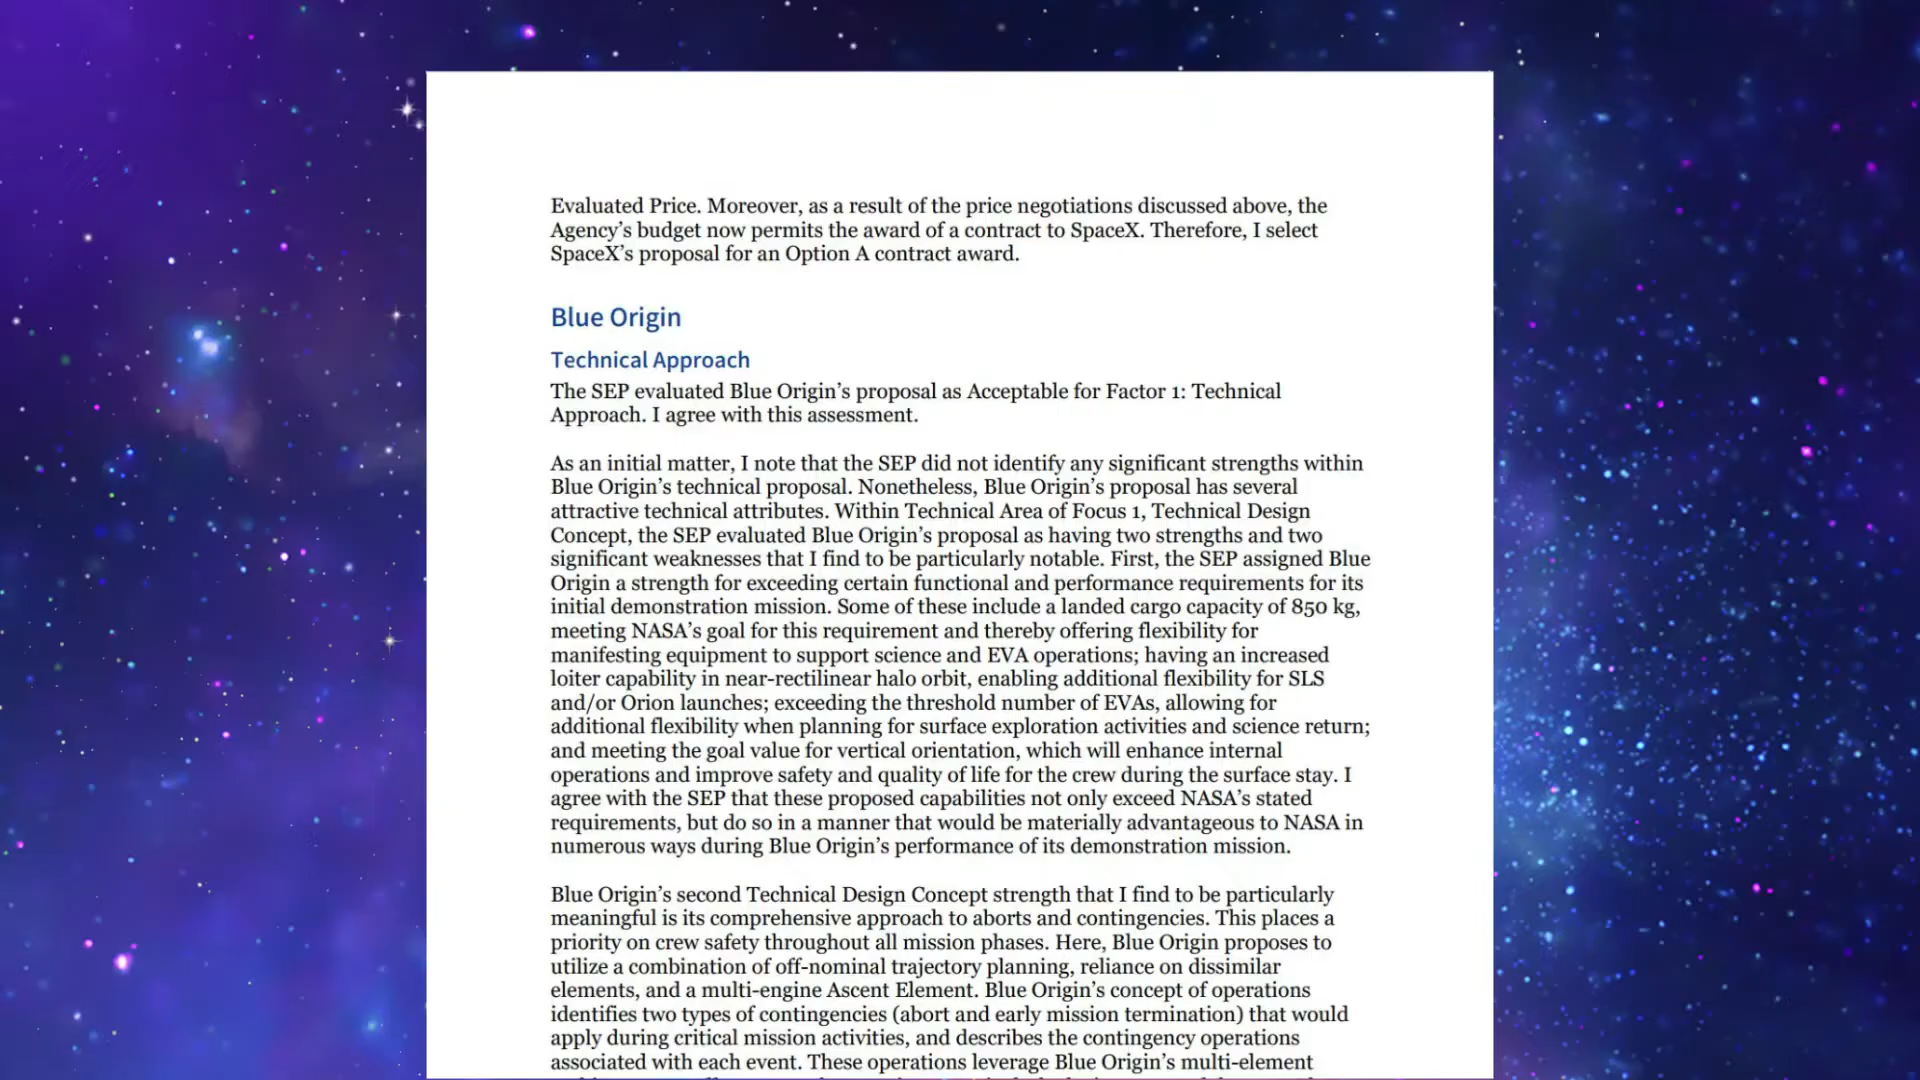 Evaluated Price. Moreover, as a result of the price negotiations discussed above, the
Agency’s budget now permits the award of a contract to SpaceX. Therefore, I select
SpaceX’s proposal for an Option A contract award.
Blue Origin
Technical Approach
The SEP evaluated Blue Origin’s proposal as Acceptable for Factor 1: Technical
Approach. I agree with this assessment.
As an initial matter, I note that the SEP did not identify any significant strengths within
Blue Origin’s technical proposal. Nonetheless, Blue Origin’s proposal has several
attractive technical attributes. Within Technical Area of Focus 1, Technical Design
Concept, the SEP evaluated Blue Origin’s proposal as having two strengths and two
significant weaknesses that I find to be particularly notable. First, the SEP assigned Blue
Origin a strength for exceeding certain functional and performance requirements for its
initial demonstration mission. Some of these include a landed cargo capacity of 850 kg,
meeting NASA’s goal for this requirement and thereby offering flexibility for
manifesting equipment to support science and EVA operations; having an increased
loiter capability in near-rectilinear halo orbit, enabling additional flexibility for SLS
and/or Orion launches; exceeding the threshold number of EVAs, allowing for
additional flexibility when planning for surface exploration activities and science return;
and meeting the goal value for vertical orientation, which will enhance internal
operations and improve safety and quality of life for the crew during the surface stay. I
agree with the SEP that these proposed capabilities not only exceed NASA’s stated
requirements, but do so in a manner that would be materially advantageous to NASA in
numerous ways during Blue Origin’s performance of its demonstration mission.
Blue Origin’s second Technical Design Concept strength that I find to be particularly
meaningful is its comprehensive approach to aborts and contingencies. This places a
priority on crew safety throughout all mission phases. Here, Blue Origin proposes to
utilize a combination of off-nominal trajectory planning, reliance on dissimilar
elements, and a multi-engine Ascent Element. Blue Origin’s concept of operations
identifies two types of contingencies (abort and early mission termination) that would
apply during critical mission activities, and describes the contingency operations
associated with each event. These operations leverage Blue Origin’s multi-element